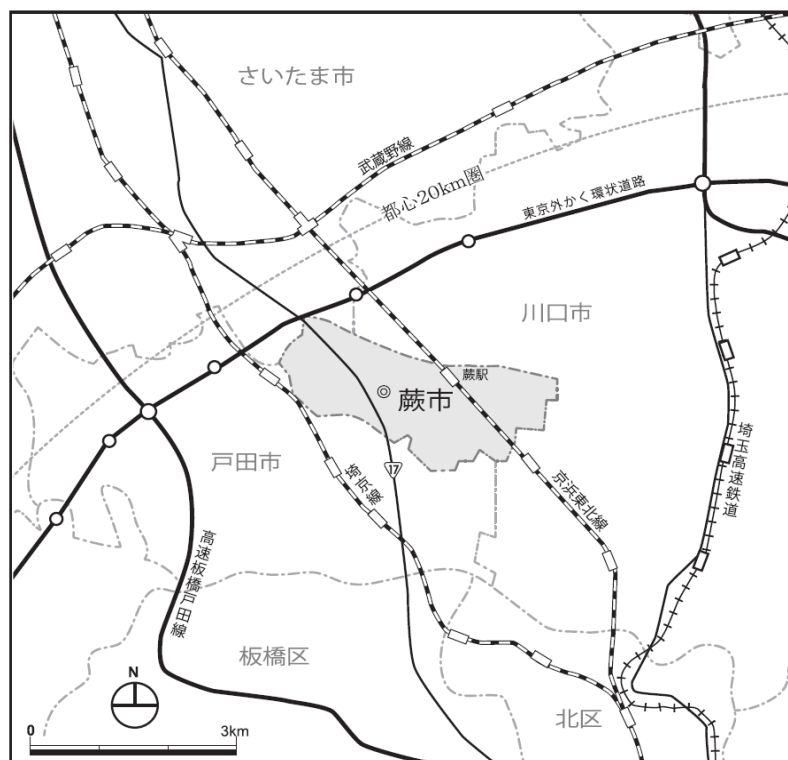 さいたま市
武蔵野線
都心20km圏
東京外かく環状道路
川口市
蕨駅
蕨市
戸田市
埼京線
17
京浜東北線
埼玉高速鉄道
高速板橋戸田線
板橋区
北区
N
0 3km